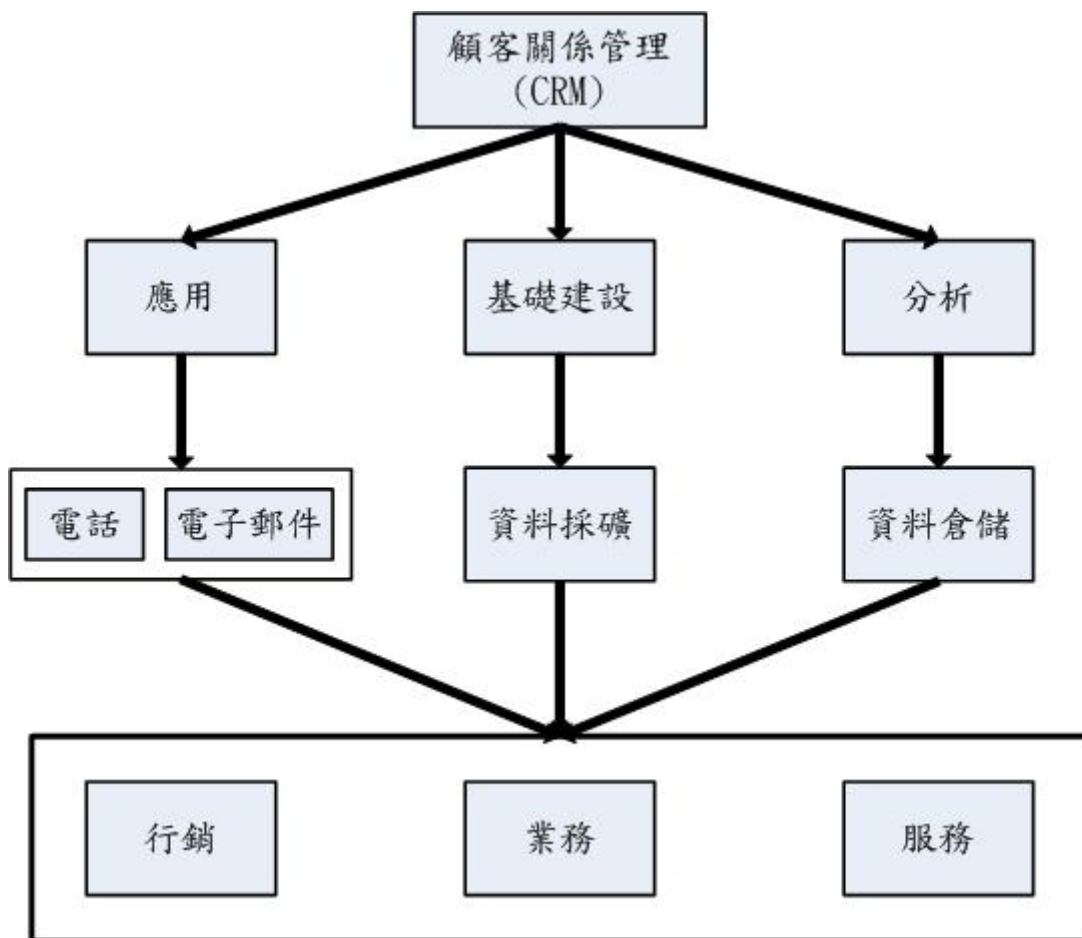 顧客關係管理
(CRM)
應用
基礎建設
分析
電話
電子郵件
資料採礦
資料倉儲
行銷
業務
服務